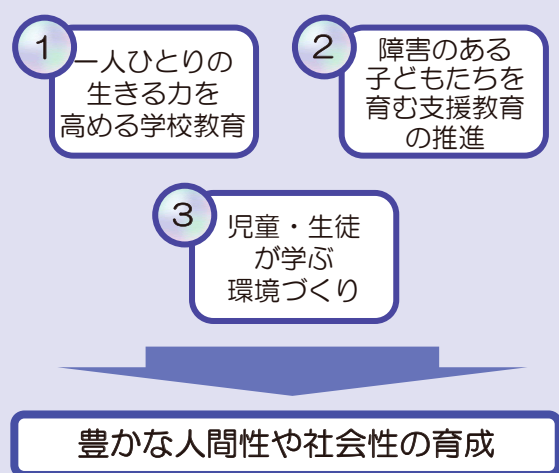 1
一人ひとりの
生きる力を
高める学校教育
2
障害のある
子どもたちを
育む支援教育
の推進
3
児童・生徒
が学ぶ
環境づくり
豊かな人間性や社会性の育成